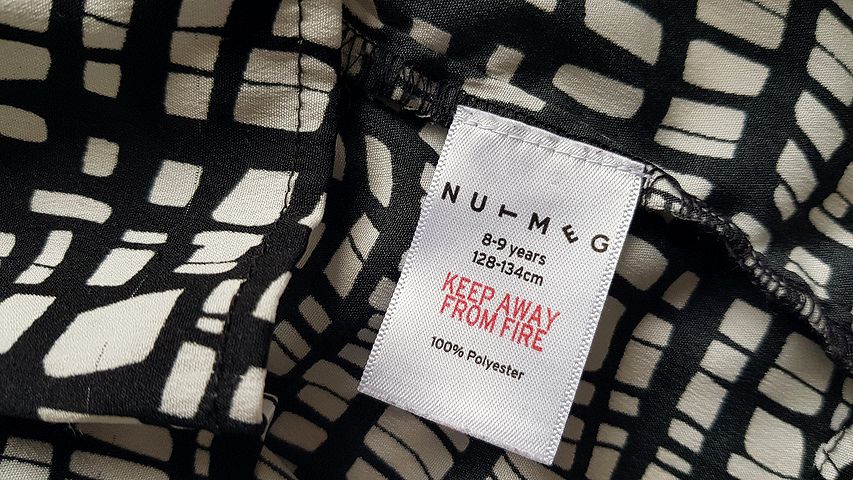 NUTMEG
8-9 years
128-134cm
KEEP AWAY
FROM FIRE
100% Polyester